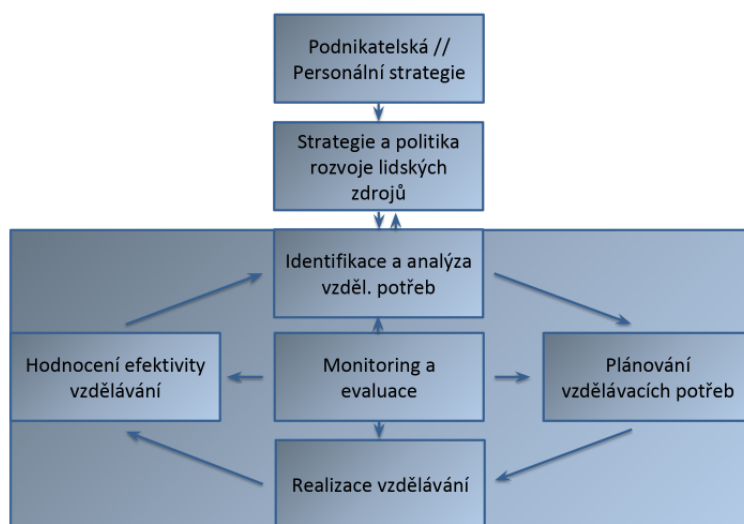 Podnikatelská //
Personální strategie
Strategie a politika
rozvoje lidských
zdrojů
Identifikace a analýza
vzděl. potřeb
Hodnocení efektivity
vzdělávání
Monitoring a
evaluace
Plánování
vzdělávacích potřeb
Realizace vzdělávání